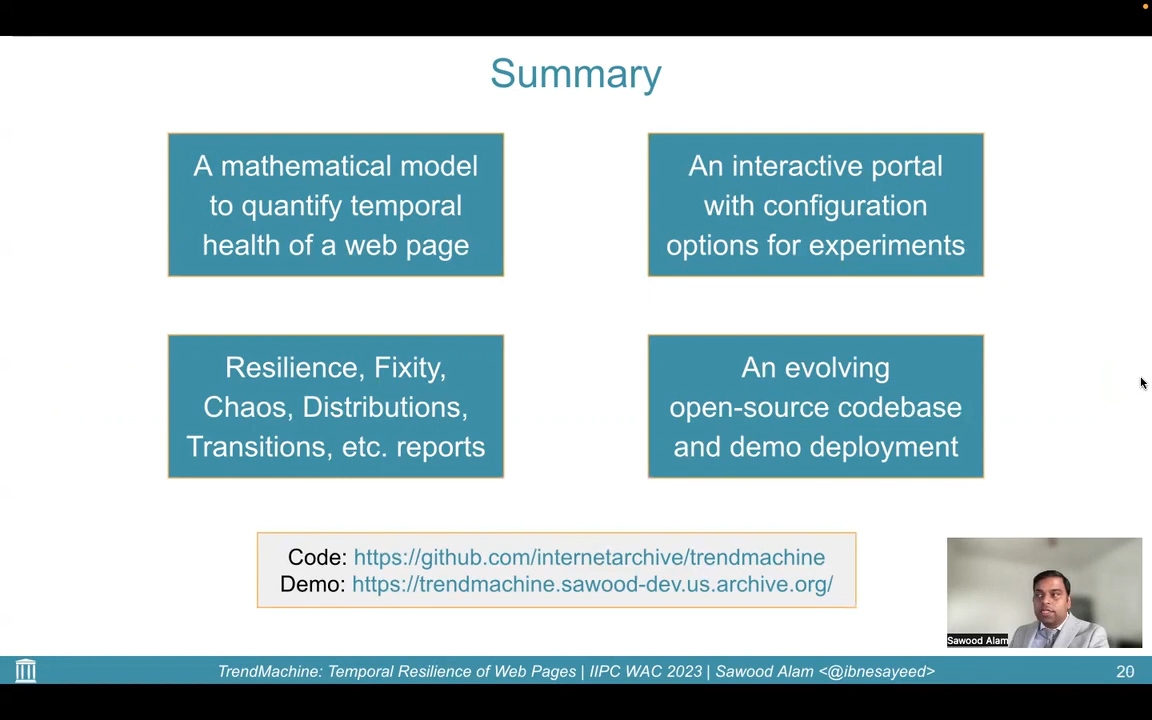 Summary
A mathematical model
to quantify temporal
health of a web page
An interactive portal
with configuration
options for experiments
Resilience, Fixity,
Chaos, Distributions,
Transitions, etc. reports
An evolving
open-source codebase
and demo deployment
Code: https://github.com/internetarchive/trendmachine
Demo: https://trendmachine.sawood-dev.us.archive.org/
Sawood Alam
TrendMachine: Temporal Resilience of Web Pages | IIPC WAC 2023 | Sawood Alam <@ibnesayeed>
20